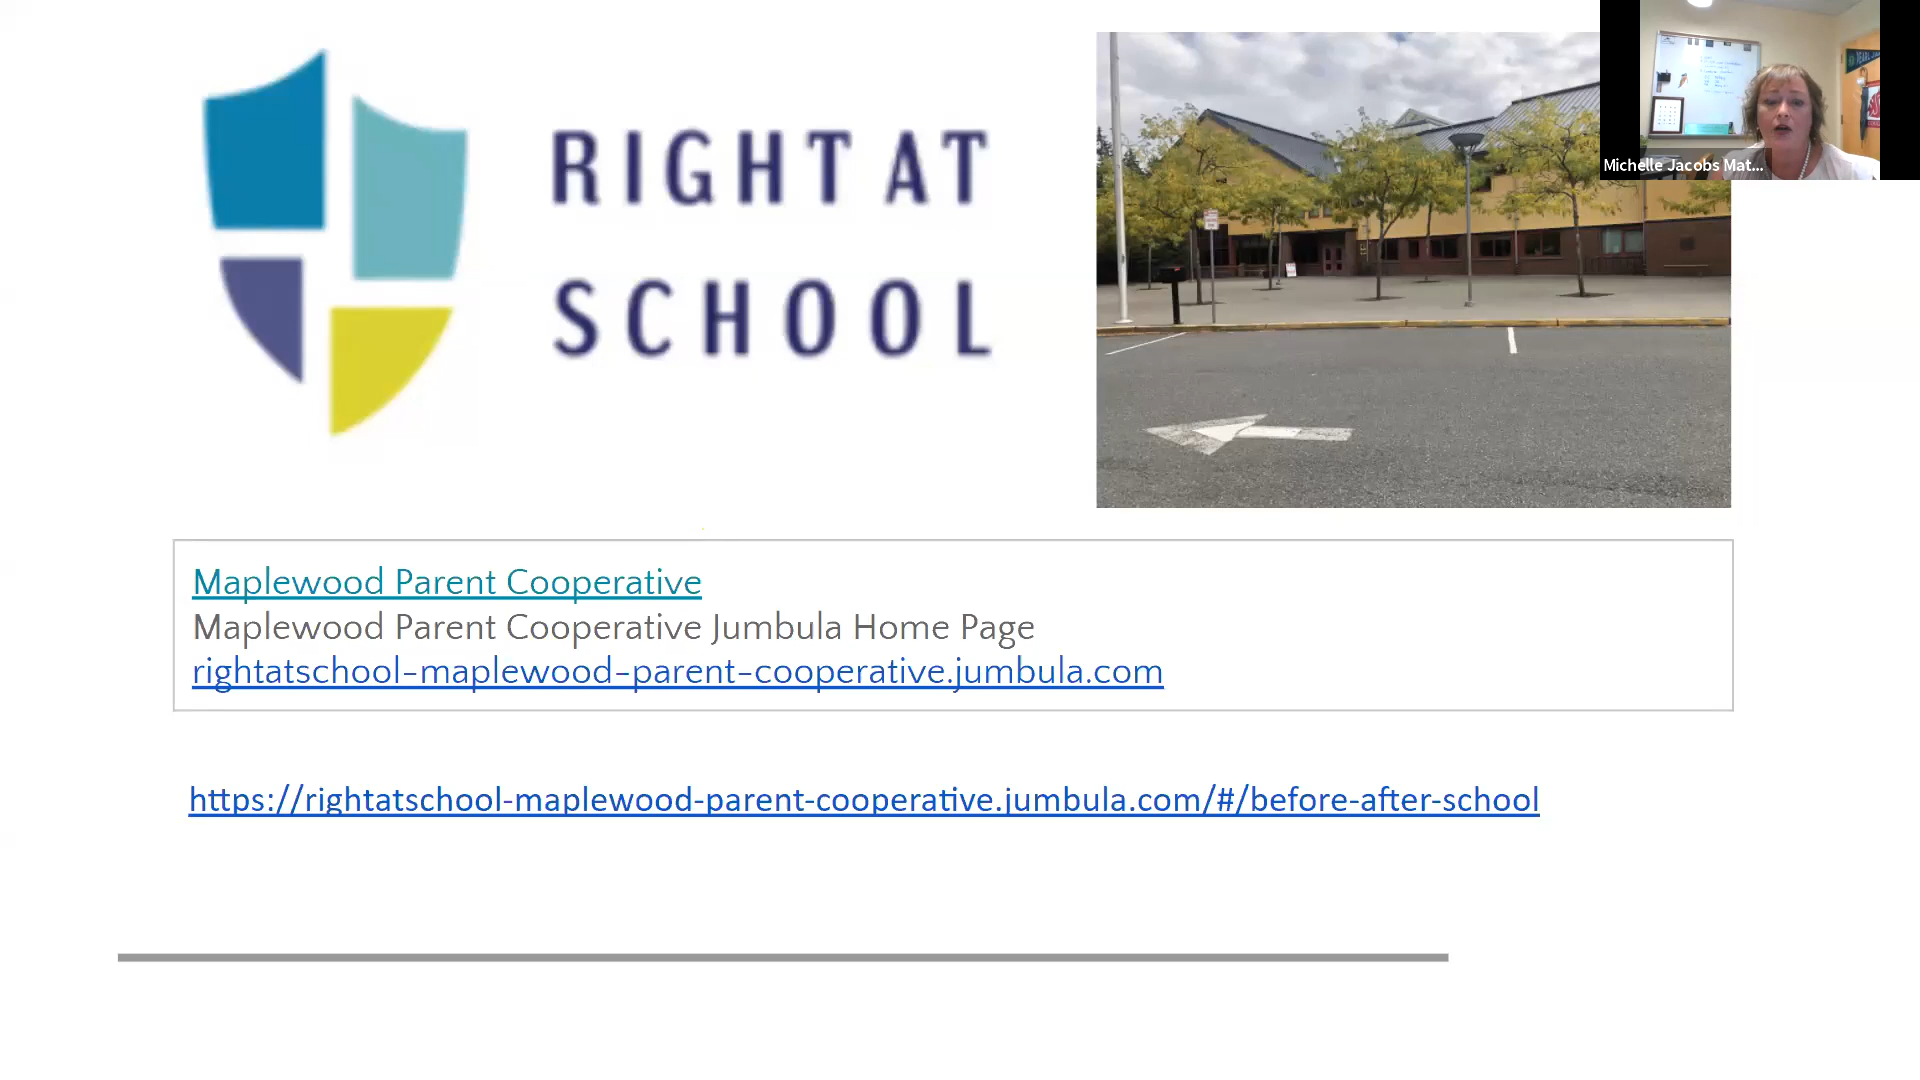 RIGHT AT
SCHOOL
Michelle Jacobs Mat...
Maplewood Parent Cooperative
Maplewood Parent Cooperative Jumbula Home Page
rightatschool-maplewood-parent-cooperative.jumbula.com
https://rightatschool-maplewood-parent-cooperative.jumbula.com/#/before-after-school